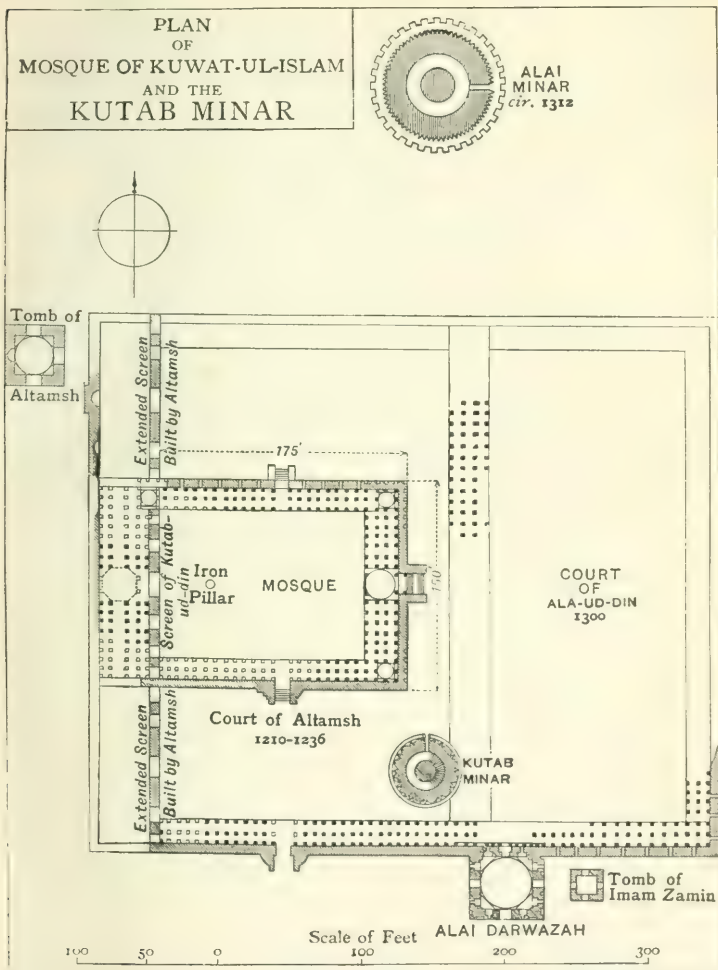 PLAN
OF
MOSQUE OF KUWAT-UL-ISLAM
AND THE
KUTAB MINAR
ALAI
MINAR
cir. 1312
Tomb of
Altamsh
Extended Screen
Built by Altamsh
175'
150'
Screen of Kutab-
ud-din
Iron
Pillar
MOSQUE
COURT
OF
ALA-UD-DIN
1300
Court of Altamsh
1210-1236
Extended Screen
Built by Altamsh
KUTAB
MINAR
Tomb of
Imam Zamin
ALAI DARWAZAH
Scale of Feet
100 50 0 100 200 300